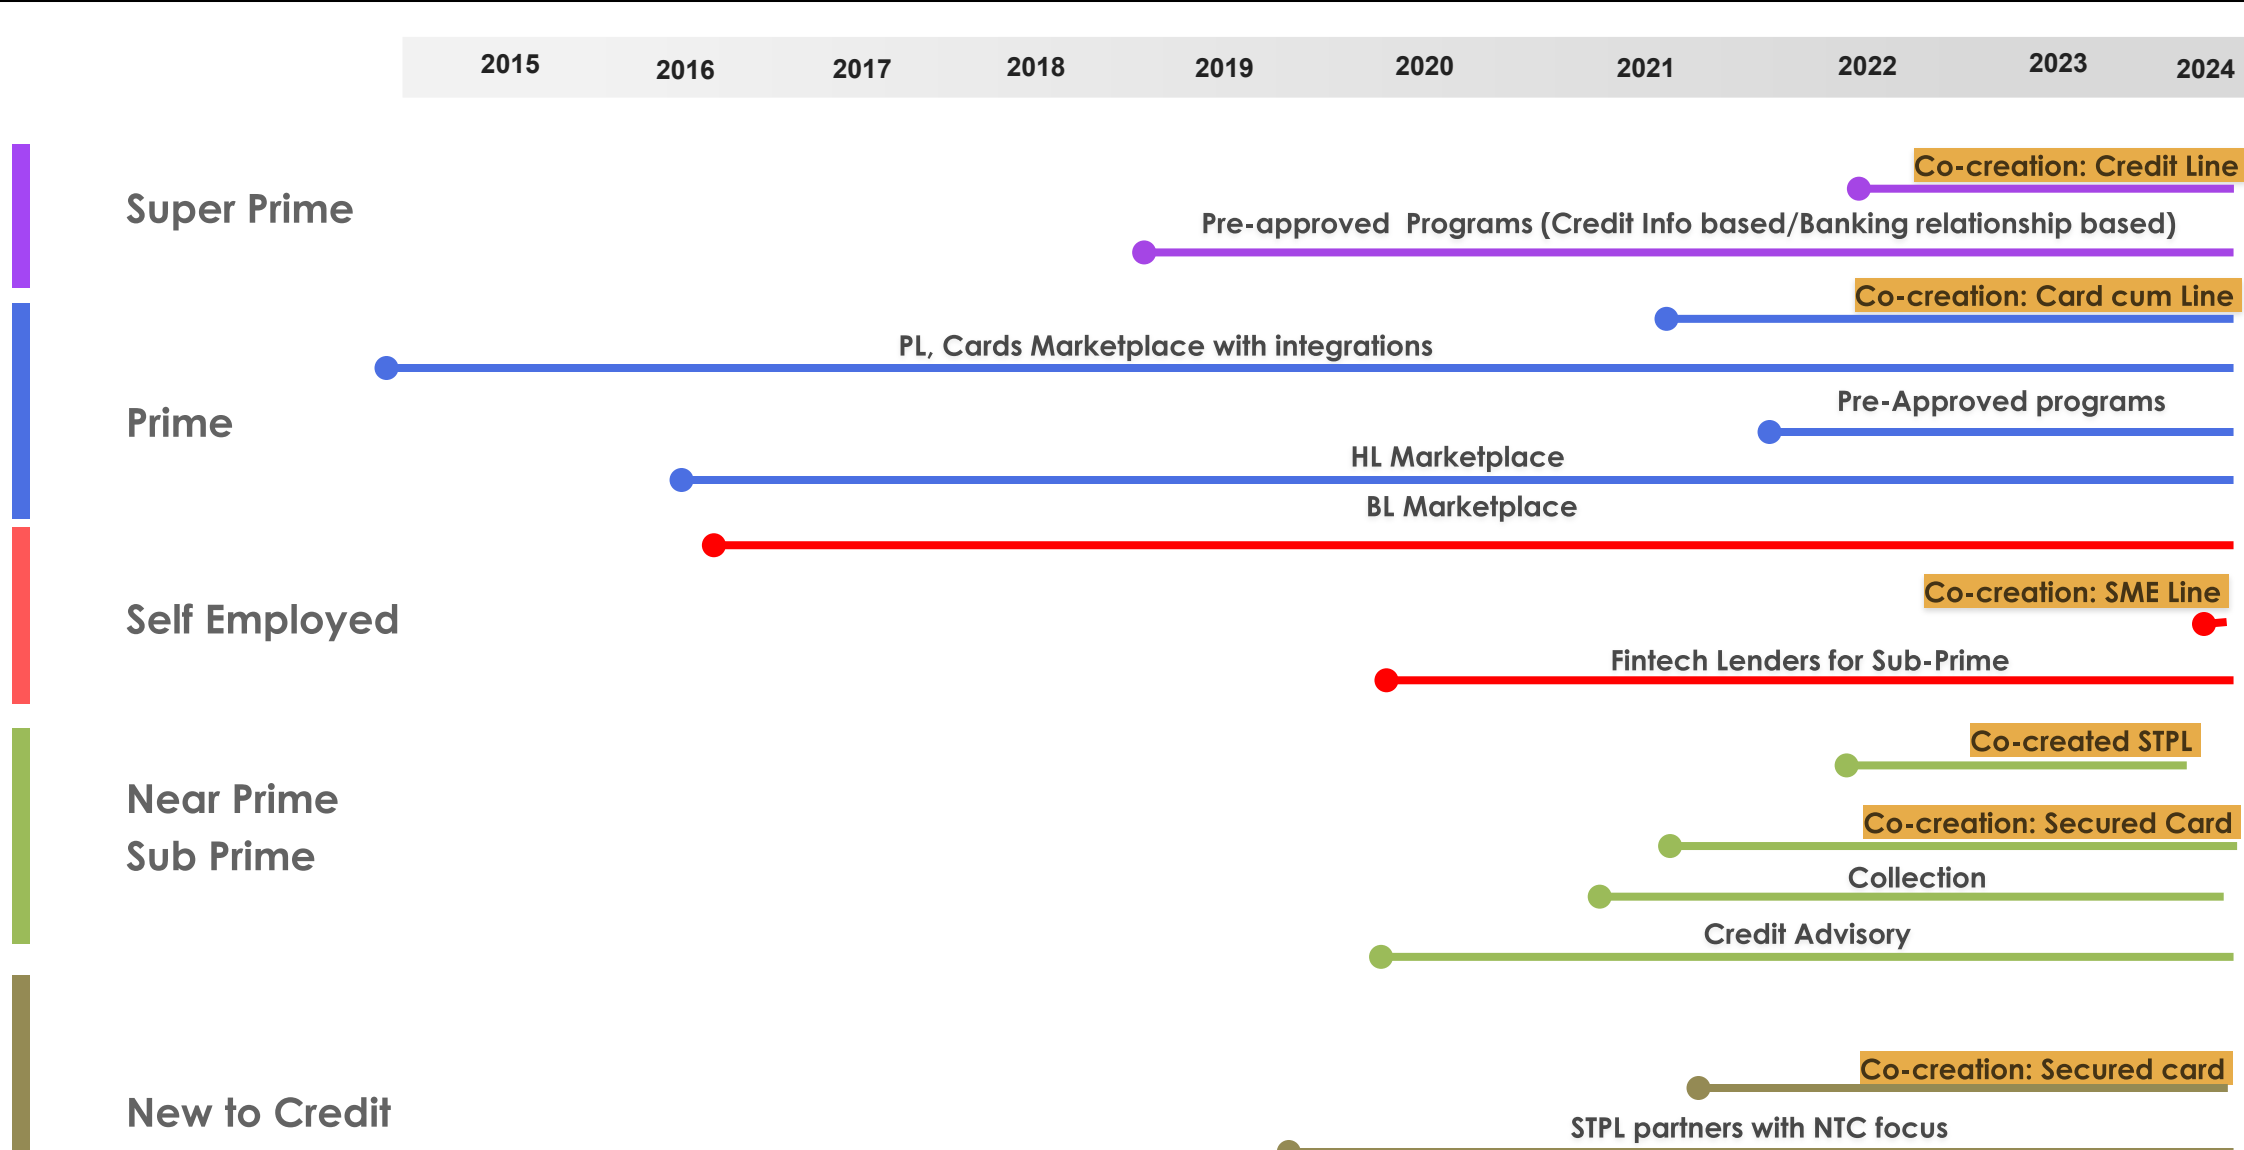 2015 2016 2017 2018 2019 2020 2021 2022 2023 2024
Co-creation: Credit Line
Super Prime
Pre-approved  Programs (Credit Info based/Banking relationship based)
Co-creation: Card cum Line
PL, Cards Marketplace with integrations
Pre-Approved programs
Prime
HL Marketplace
BL Marketplace
Co-creation: SME Line
Self Employed
Fintech Lenders for Sub-Prime
Co-created STPL
Near Prime
Co-creation: Secured Card
Sub Prime
Collection
Credit Advisory
Co-creation: Secured card
New to Credit
STPL partners with NTC focus